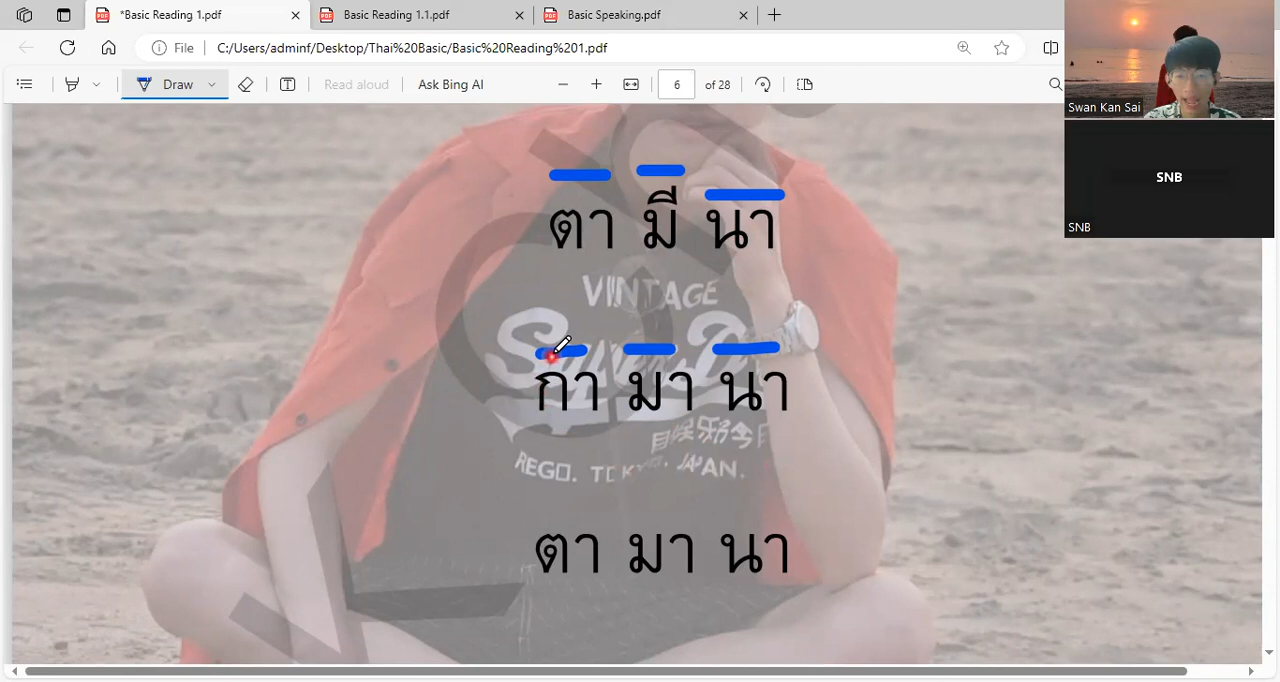 *Basic Reading 1.pdf
Basic Reading 1.1.pdf
Basic Speaking.pdf
File
C:/Users/adminf/Desktop/Thai%20Basic/Basic%20Reading%201.pdf
Draw
Read aloud
Ask Bing AI
6 of 28
Swan Kan Sai
SNB
SNB
ตา มี นา
VINTAGE
กา มา นา
REGO. TOKYO. JAPAN.
ตา มา นา